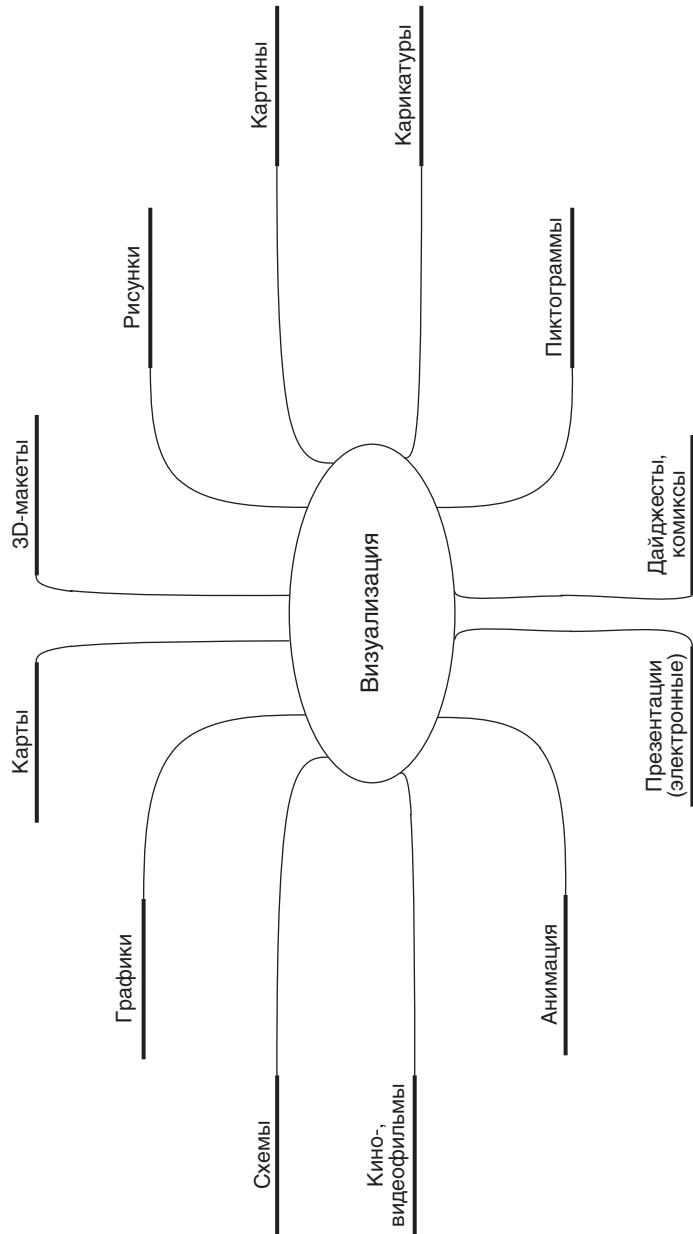 Карты
3D-макеты
Графики
Рисунки
Схемы
Картины
Визуализация
Кино-,
видеофильмы
Карикатуры
Анимация
Пиктограммы
Презентации
(электронные)
Дайджесты,
комиксы